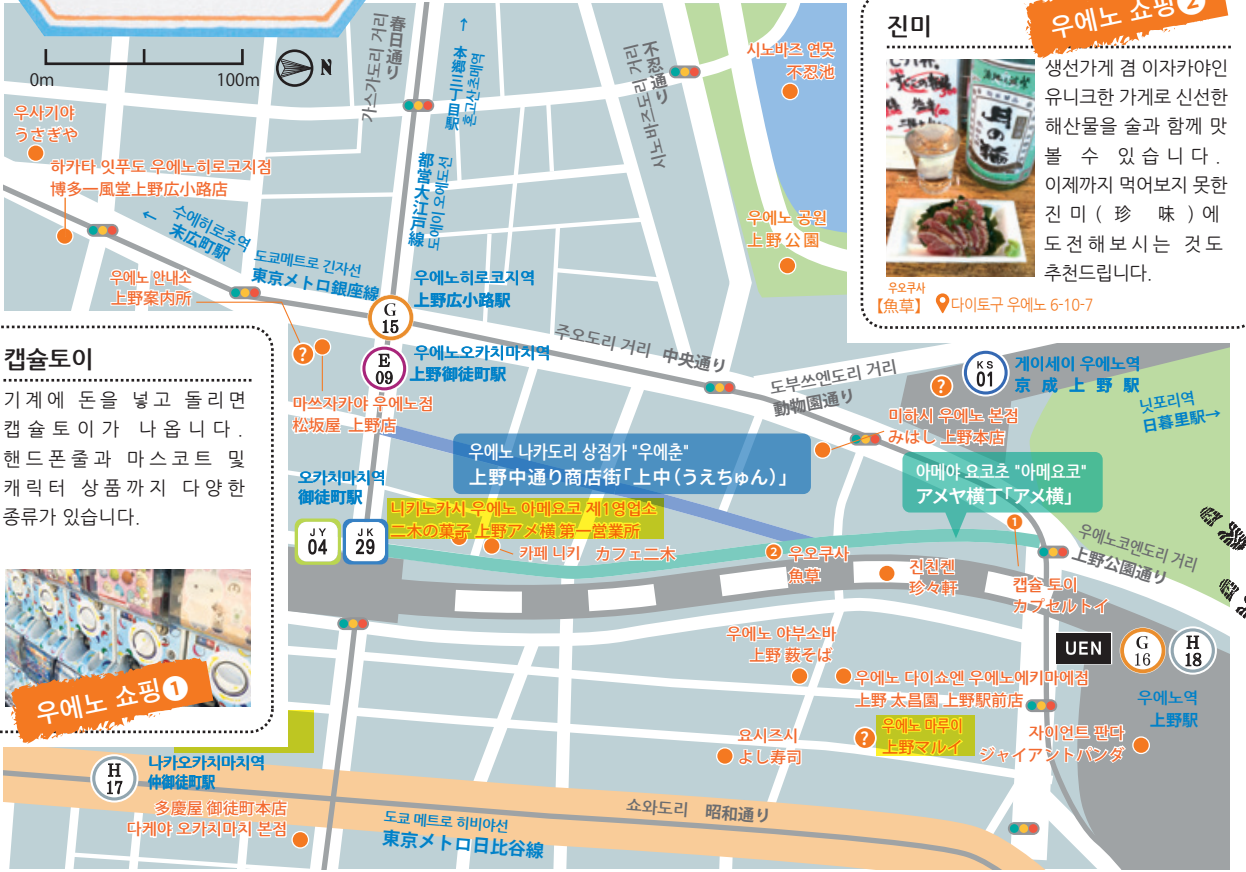 0m
100m
N
春日通り
가스가도리 거리
↑
本郷三丁目駅
혼고산초메역
都営大江戸線
도에이 오에도선
시노바즈도리 거리
不忍通り
시노바즈 연못
不忍池
우에노 공원
上野公園
우사기야
うさぎや
하카타 잇푸도 우에노히로코지점
博多一風堂上野広小路店
←
수에히로초역
末広町駅
도쿄메트로 긴자선
東京メトロ銀座線
우에노 안내소
上野案内所
우에노히로코지역
上野広小路駅
G
15
E
09
우에노오카치마치역
上野御徒町駅
?
마쓰자카야 우에노점
松坂屋 上野店
주오도리 거리 中央通り
도부쓰엔도리 거리
動物園通り
진미
우에노 쇼핑 2
생선가게 겸 이자카야인
유니크한 가게로 신선한
해산물을 술과 함께 맛
볼 수 있습니다.
이제까지 먹어보지 못한
진미(珍 味)에
도전해보시는 것도
추천드립니다.
우오쿠사
【魚草】 다이토구 우에노 6-10-7
?
KS
01
게이세이 우에노역
京成上野駅
닛포리역
日暮里駅→
미하시 우에노 본점
みはし 上野本店
캡슐토이
기계에 돈을 넣고 돌리면
캡슐토이가 나옵니다.
핸드폰줄과 마스코트 및
캐릭터 상품까지 다양한
종류가 있습니다.
우에노 쇼핑 1
우에노 나카도리 상점가 "우에춘"
上野中通り商店街「上中(うえちゅん)」
아메야 요코초 "아메요코"
アメヤ横丁「アメ横」
오카치마치역
御徒町駅
JY
04
JK
29
니키노카시 우에노 아메요코 제1영업소
二木の菓子 上野アメ横 第一営業所
카페 니키 カフェ二木
2 우오쿠사
魚草
진친켄
珍々軒
1
캡슐 토이
カプセルトイ
우에노코엔도리 거리
上野公園通り
우에노 야부소바
上野 藪そば
우에노 다이쇼엔 우에노에키마에점
上野 太昌園 上野駅前店
UEN
G
16
H
18
우에노역
上野駅
?
우에노 마루이
上野マルイ
요시즈시
よし寿司
자이언트 판다
ジャイアントパンダ
H
17
나카오카치마치역
仲御徒町駅
多慶屋 御徒町本店
다케야 오카치마치 본점
도쿄 메트로 히비야선
東京メトロ日比谷線
쇼와도리 昭和通り